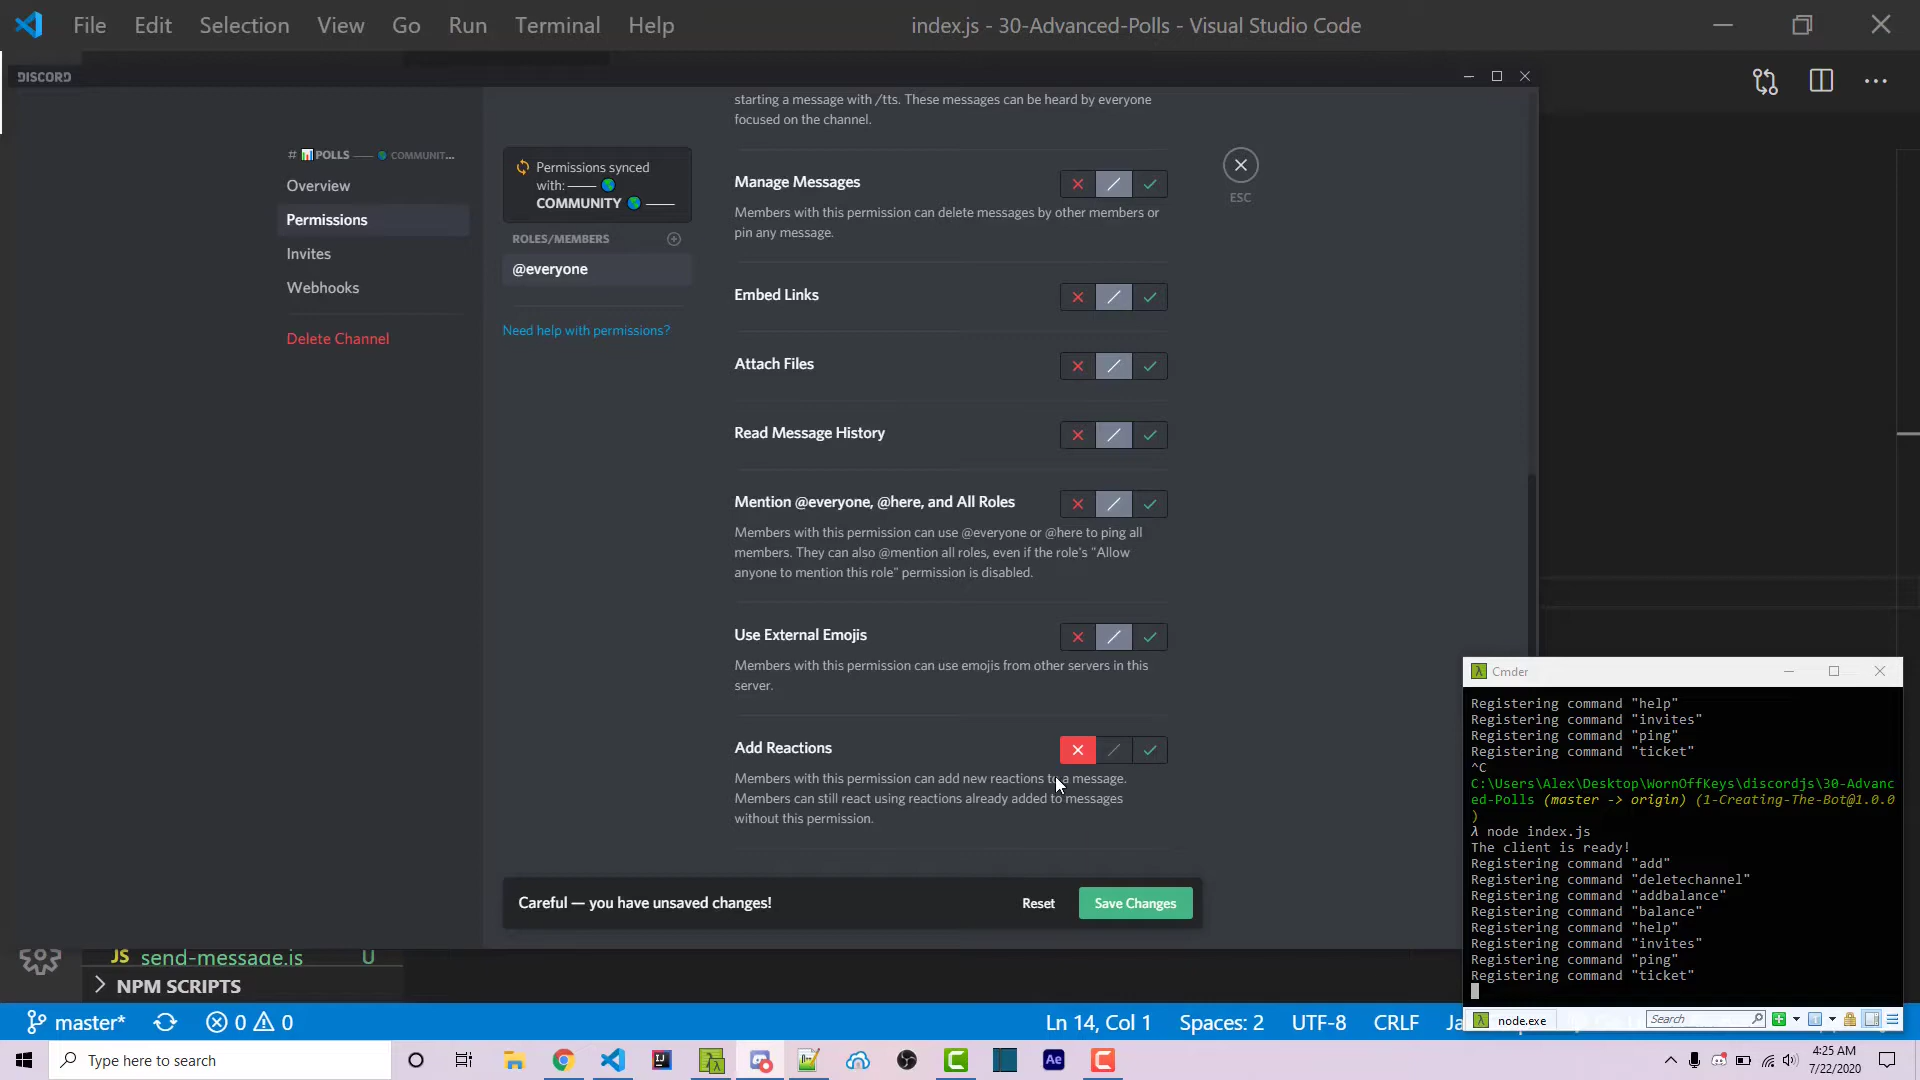 File Edit Selection View Go Run Terminal Help
index.js - 30-Advanced-Polls - Visual Studio Code
DISCORD
# 📊 POLLS —— 🌎 COMMUNIT...
Overview
Permissions
Invites
Webhooks
Delete Channel
Permissions synced
with: —— 🌎
COMMUNITY 🌎 ——
ROLES/MEMBERS
@everyone
Need help with permissions?
starting a message with /tts. These messages can be heard by everyone
focused on the channel.
Manage Messages
Members with this permission can delete messages by other members or
pin any message.
Embed Links
Attach Files
Read Message History
Mention @everyone, @here, and All Roles
Members with this permission can use @everyone or @here to ping all
members. They can also @mention all roles, even if the role's "Allow
anyone to mention this role" permission is disabled.
Use External Emojis
Members with this permission can use emojis from other servers in this
server.
Add Reactions
Members with this permission can add new reactions to a message.
Members can still react using reactions already added to messages
without this permission.
ESC
Careful — you have unsaved changes!
Reset
Save Changes
Cmder
Registering command "help"
Registering command "invites"
Registering command "ping"
Registering command "ticket"
^C
C:\Users\Alex\Desktop\WornOffKeys\discordjs\30-Advanc
ed-Polls (master -> origin) (1-Creating-The-Bot@1.0.0
)
λ node index.js
The client is ready!
Registering command "add"
Registering command "deletechannel"
Registering command "addbalance"
Registering command "balance"
Registering command "help"
Registering command "invites"
Registering command "ping"
Registering command "ticket"
node.exe
Search
JS send-message.js U
NPM SCRIPTS
master* 0 0
Ln 14, Col 1 Spaces: 2 UTF-8 CRLF
Type here to search
4:25 AM
7/22/2020